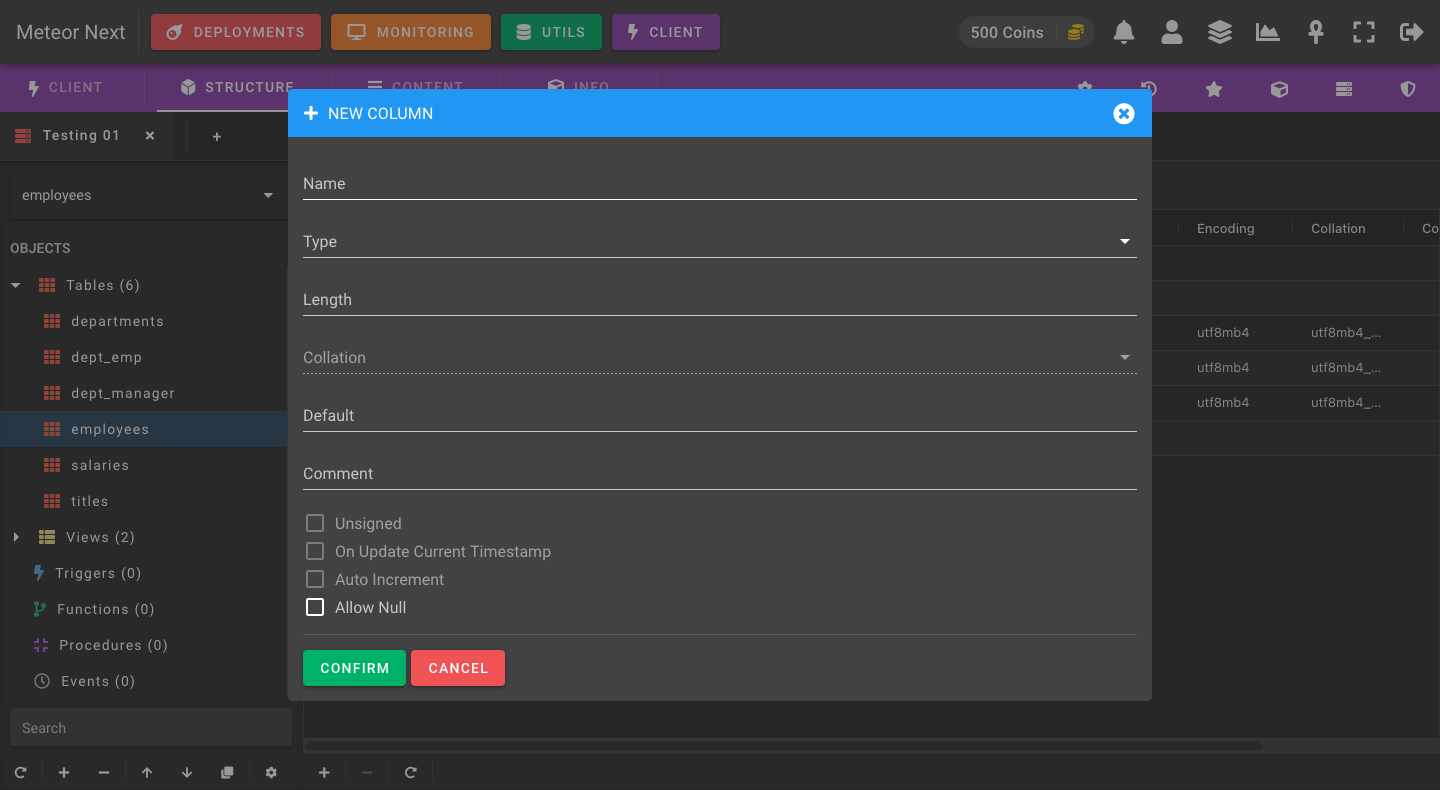 Meteor Next
DEPLOYMENTS
MONITORING
UTILS
CLIENT
500 Coins
CLIENT
STRUCTURE
CONTENT
INFO
Testing 01
NEW COLUMN
employees
OBJECTS
Tables (6)
departments
dept_emp
dept_manager
employees
salaries
titles
Views (2)
Triggers (0)
Functions (0)
Procedures (0)
Events (0)
Search
Name
Type
Length
Collation
Default
Comment
Unsigned
On Update Current Timestamp
Auto Increment
Allow Null
CONFIRM
CANCEL
Encoding
Collation
Co
utf8mb4
utf8mb4_...
utf8mb4
utf8mb4_...
utf8mb4
utf8mb4_...